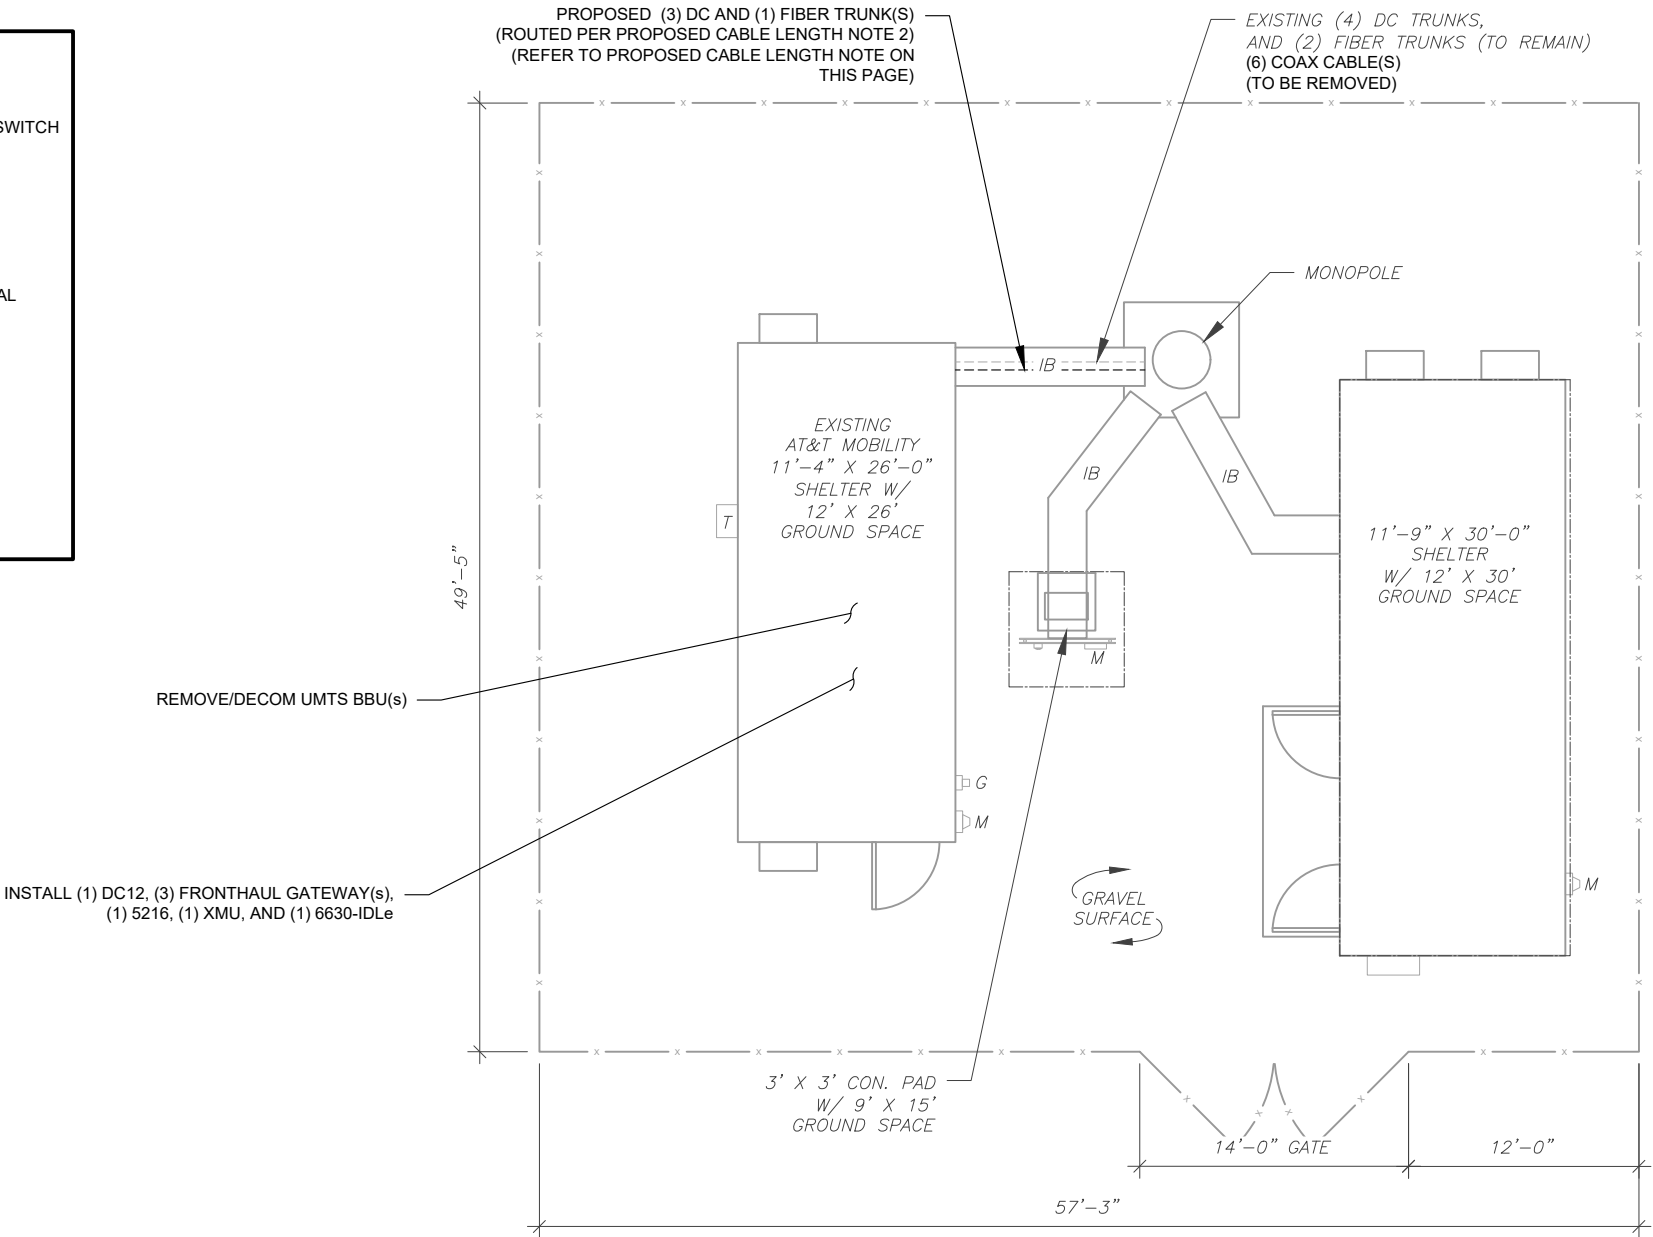 PROPOSED (3) DC AND (1) FIBER TRUNK(S)
(ROUTED PER PROPOSED CABLE LENGTH NOTE 2)
(REFER TO PROPOSED CABLE LENGTH NOTE ON
THIS PAGE)
EXISTING (4) DC TRUNKS,
AND (2) FIBER TRUNKS (TO REMAIN)
(6) COAX CABLE(S)
(TO BE REMOVED)
SWITCH
AL
MONOPOLE
IB
EXISTING
AT&T MOBILITY
11'-4" X 26'-0"
SHELTER W/
12' X 26'
GROUND SPACE
T
IB
IB
11'-9" X 30'-0"
SHELTER
W/ 12' X 30'
GROUND SPACE
49'-5"
M
REMOVE/DECOM UMTS BBU(s)
G
M
INSTALL (1) DC12, (3) FRONTHAUL GATEWAY(s),
(1) 5216, (1) XMU, AND (1) 6630-IDLe
GRAVEL
SURFACE
M
3' X 3' CON. PAD
W/ 9' X 15'
GROUND SPACE
14'-0" GATE
12'-0"
57'-3"